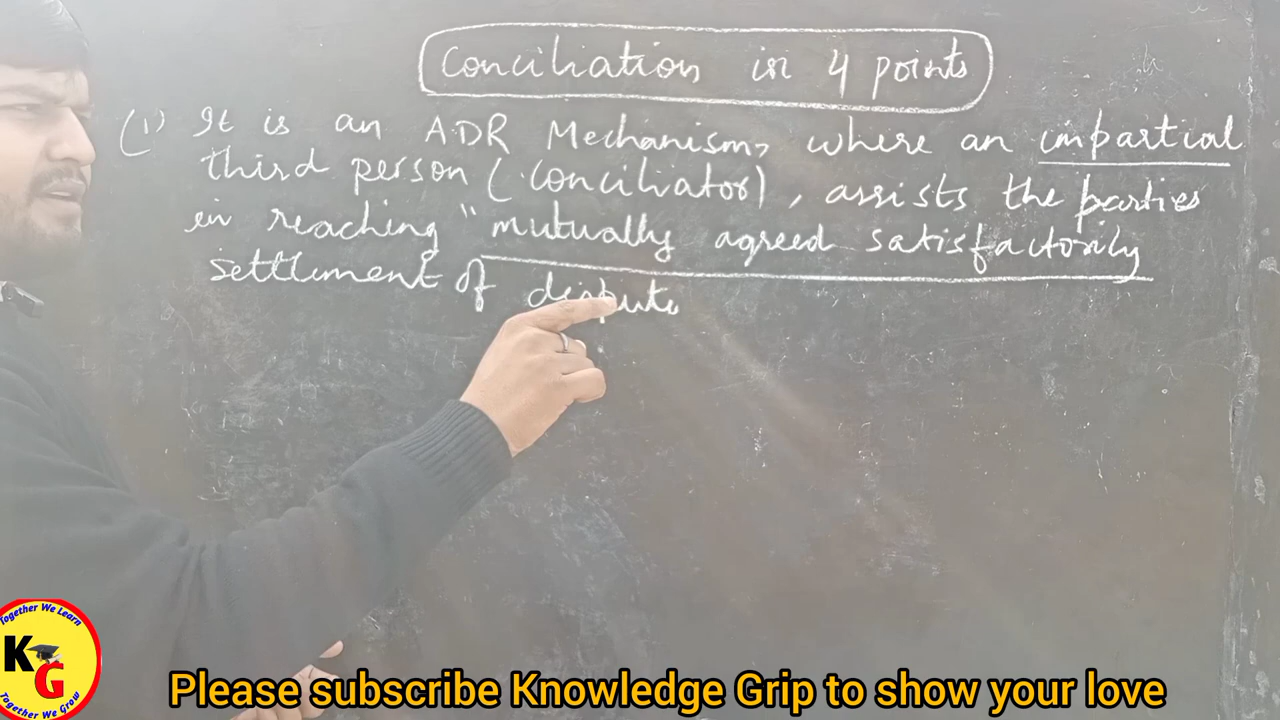 Conciliation in 4 points
(1) It is an ADR Mechanism, where an impartial
third person (conciliator), assists the parties
in reaching "mutually agreed satisfactorily
settlement of dispute
Together We Learn
KG
Together We Grow
Please subscribe Knowledge Grip to show your love